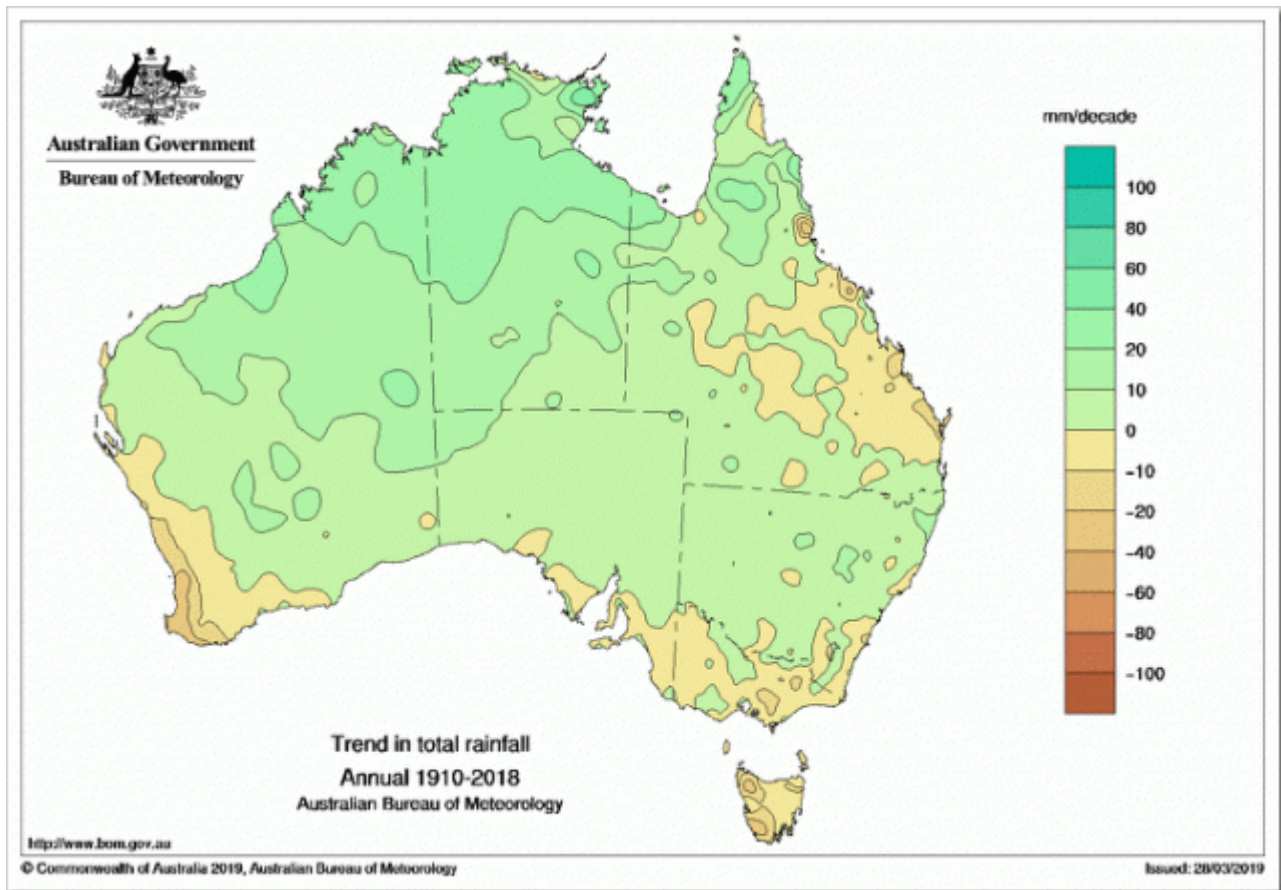 Australian Government
Bureau of Meteorology
mm/decade
100
80
60
40
20
10
0
-10
-20
-40
-60
-80
-100
Trend in total rainfall
Annual 1910-2018
Australian Bureau of Meteorology
http://www.bom.gov.au
© Commonwealth of Australia 2019, Australian Bureau of Meteorology
Issued: 28/03/2019